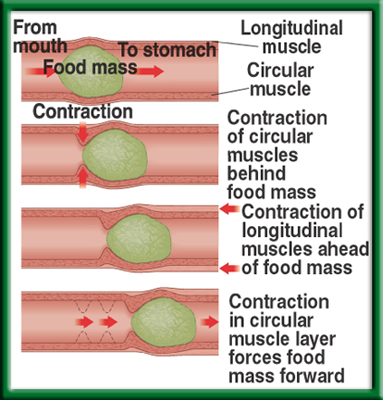 From
mouth
To stomach
Food mass
Longitudinal
muscle
Circular
muscle
Contraction
Contraction
of circular
muscles
behind
food mass
Contraction of
longitudinal
muscles ahead
of food mass
Contraction
in circular
muscle layer
forces food
mass forward